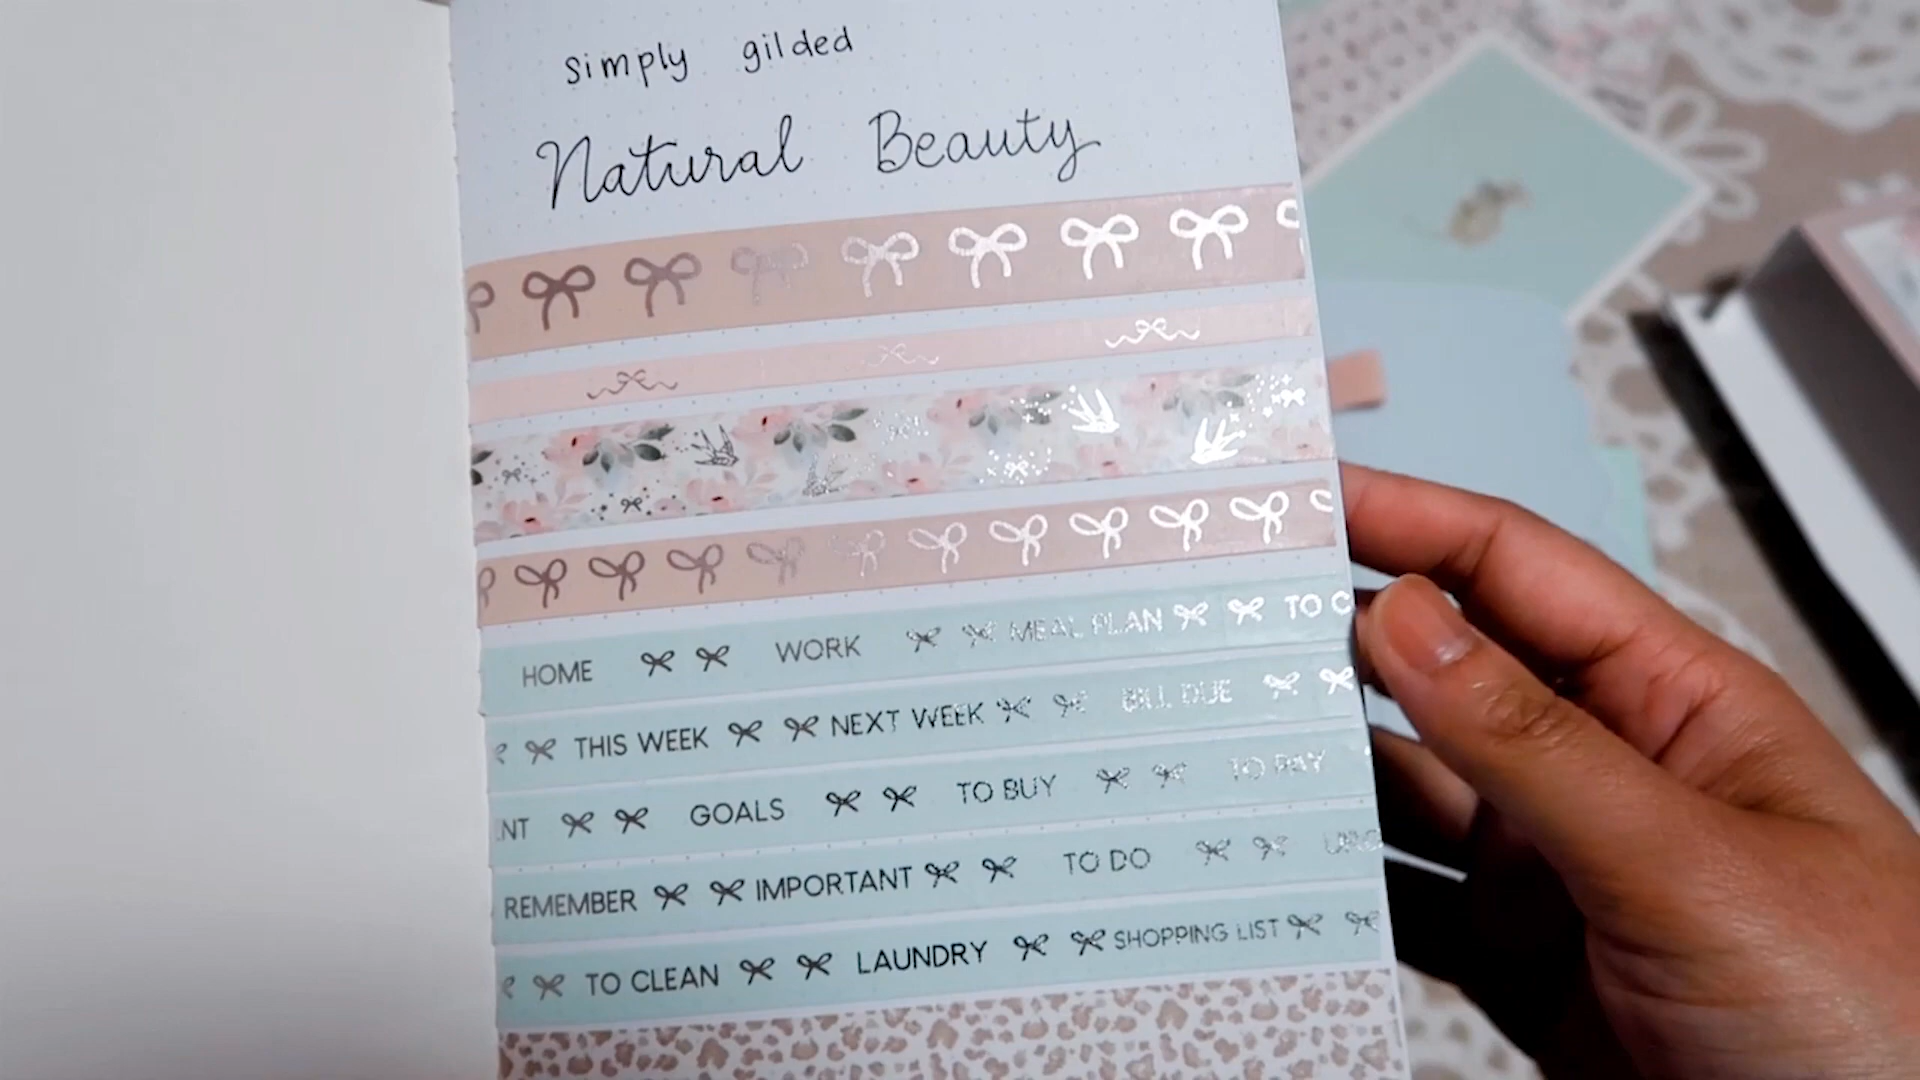 simply gilded
Natural Beauty
HOME WORK MEAL PLAN TO C
THIS WEEK NEXT WEEK BILL DUE
NT GOALS TO BUY TO PAY
REMEMBER IMPORTANT TO DO
TO CLEAN LAUNDRY SHOPPING LIST